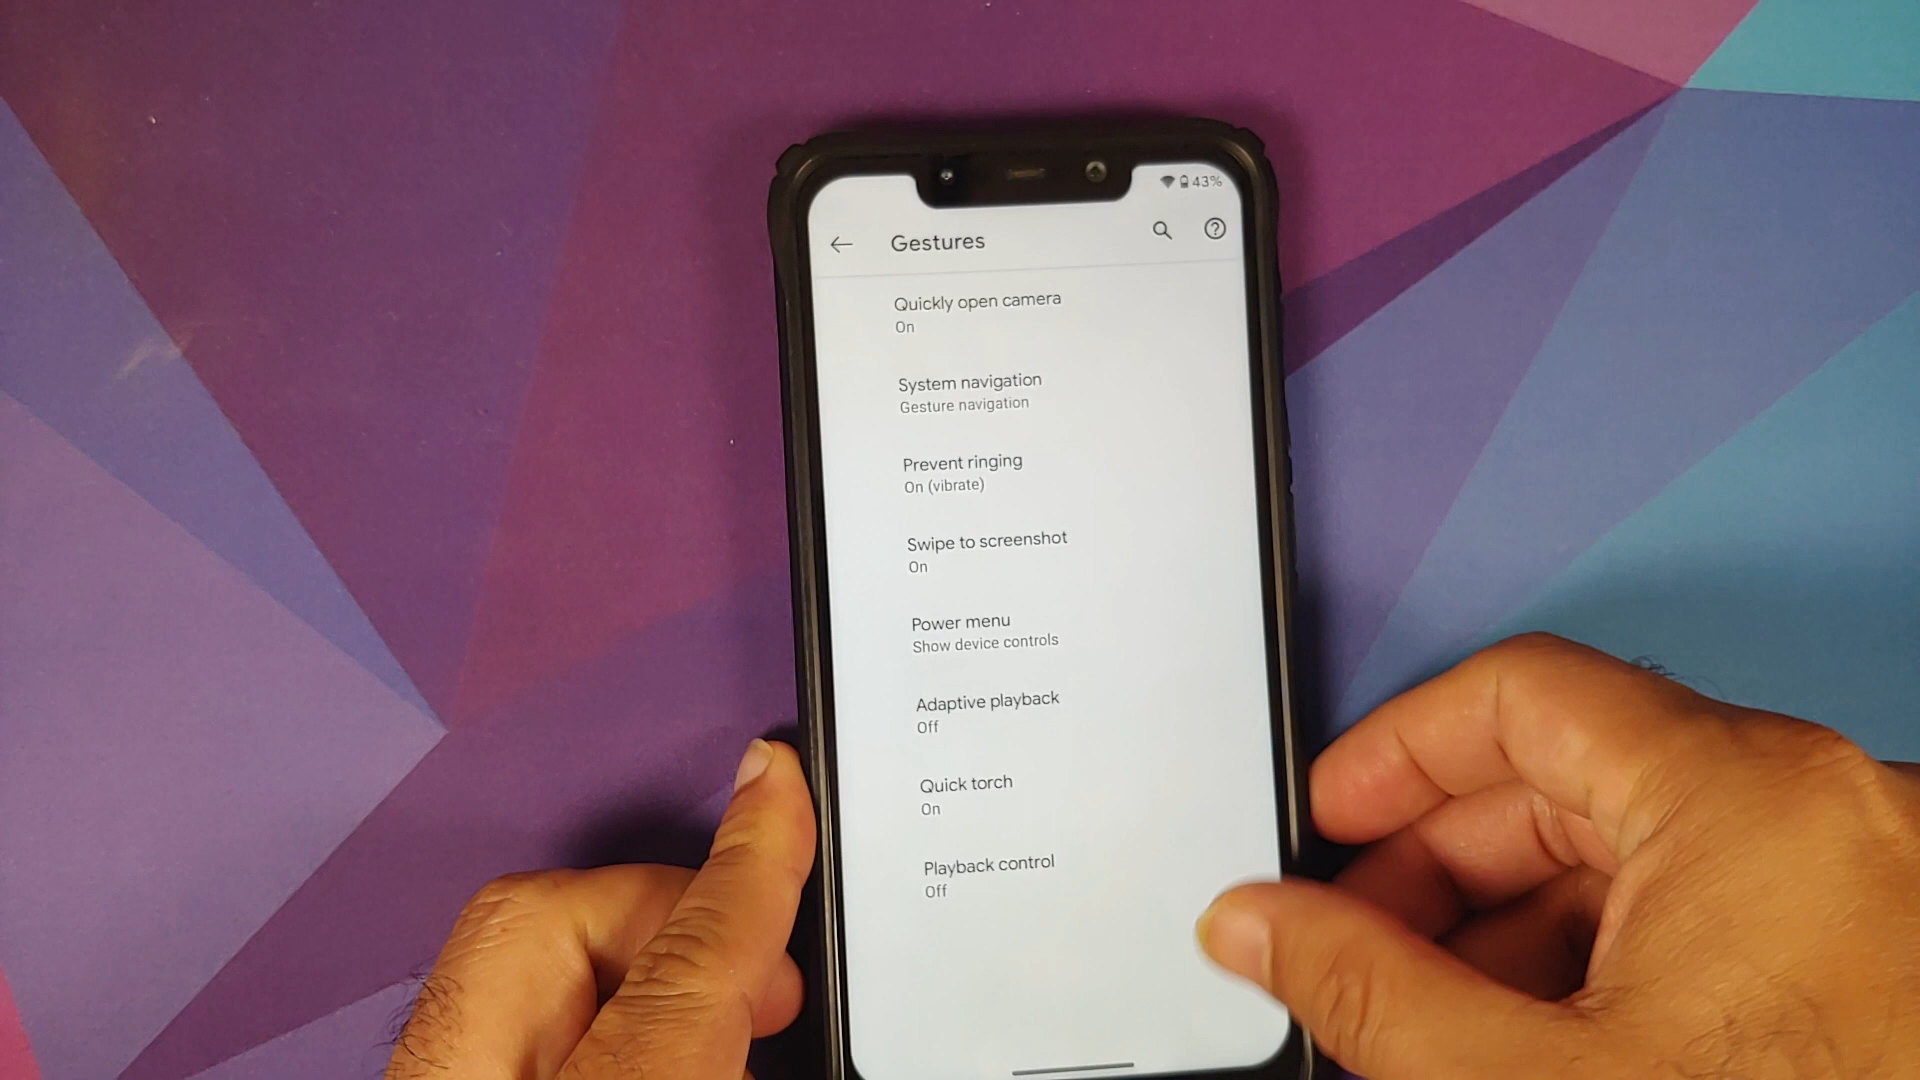 43%
Gestures
Quickly open camera
On
System navigation
Gesture navigation
Prevent ringing
On (vibrate)
Swipe to screenshot
On
Power menu
Show device controls
Adaptive playback
Off
Quick torch
On
Playback control
Off